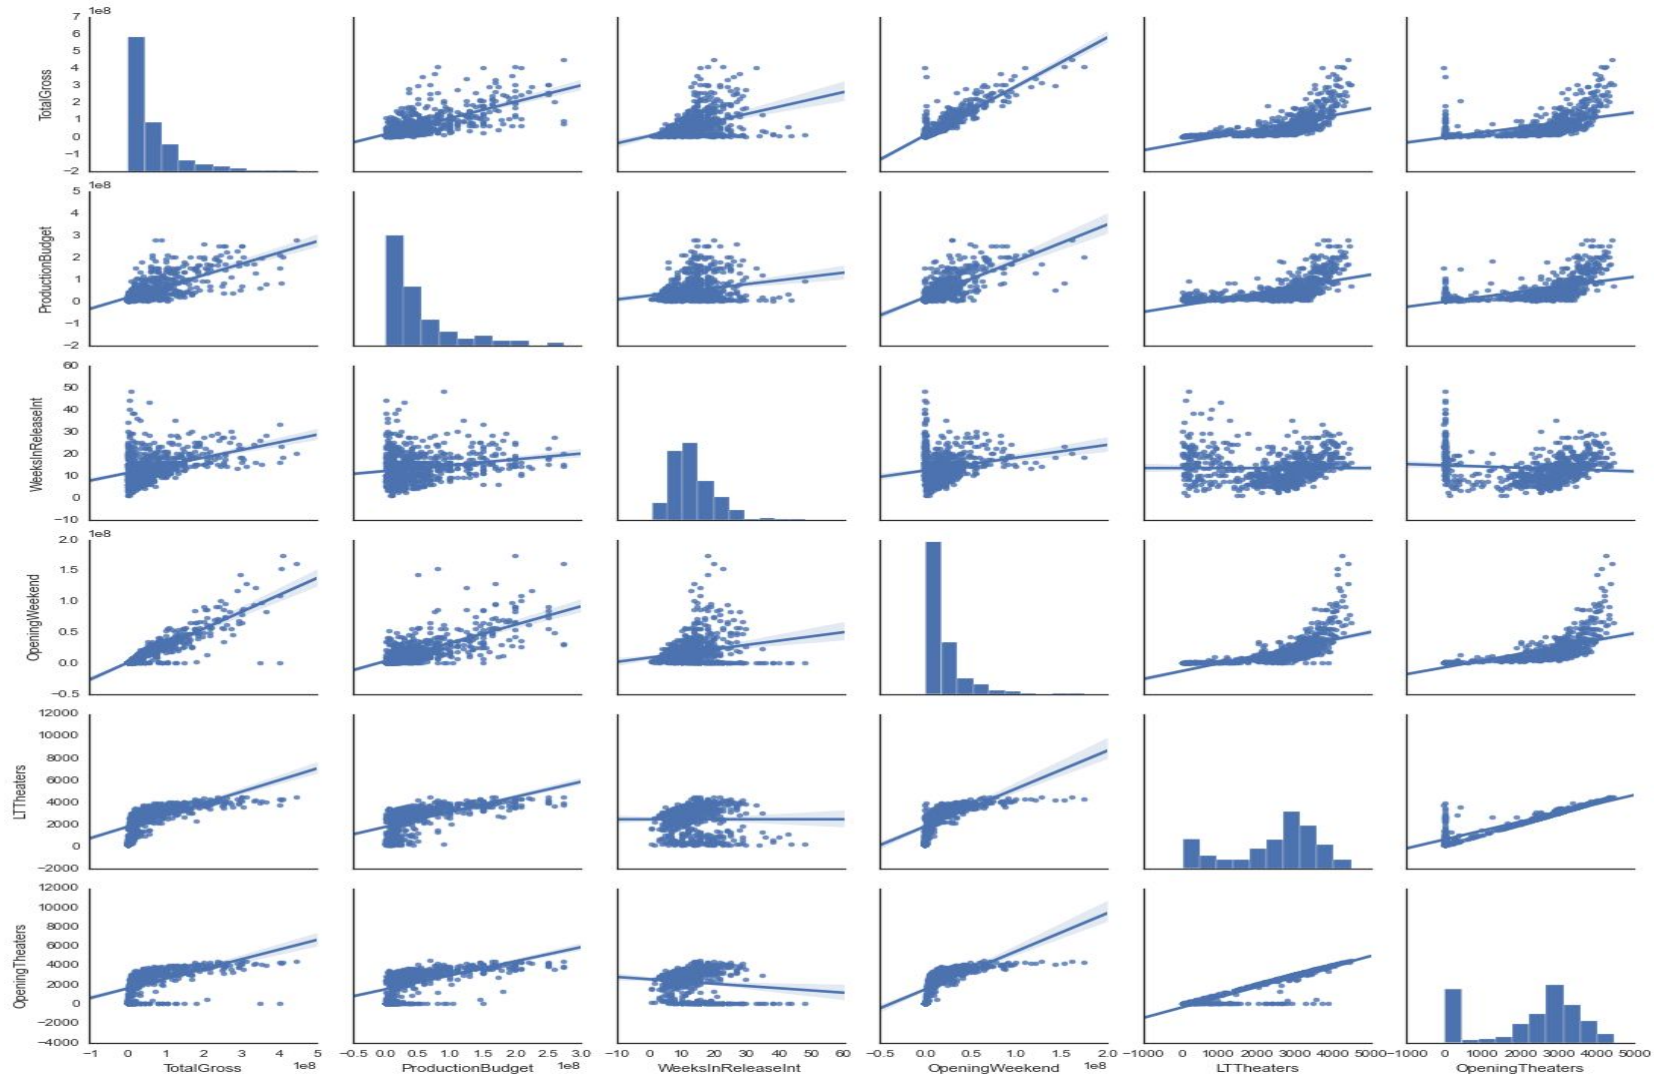 1e8
7
6
5
4
3
2
1
0
−1
−2
TotalGross
1e8
5
4
3
2
1
0
−1
−2
ProductionBudget
60
50
40
30
20
10
0
−10
WeeksInReleaseInt
1e8
2.0
1.5
1.0
0.5
0.0
−0.5
OpeningWeekend
12000
10000
8000
6000
4000
2000
0
−2000
LTTheaters
12000
10000
8000
6000
4000
2000
0
−2000
−4000
OpeningTheaters
−1 0 1 2 3 4 5
TotalGross 1e8
−0.5 0.0 0.5 1.0 1.5 2.0 2.5 3.0
ProductionBudget 1e8
−10 0 10 20 30 40 50 60
WeeksInReleaseInt
−0.5 0.0 0.5 1.0 1.5 2.0
OpeningWeekend 1e8
−1000 0 1000 2000 3000 4000 5000
LTTheaters
−1000 0 1000 2000 3000 4000 5000
OpeningTheaters